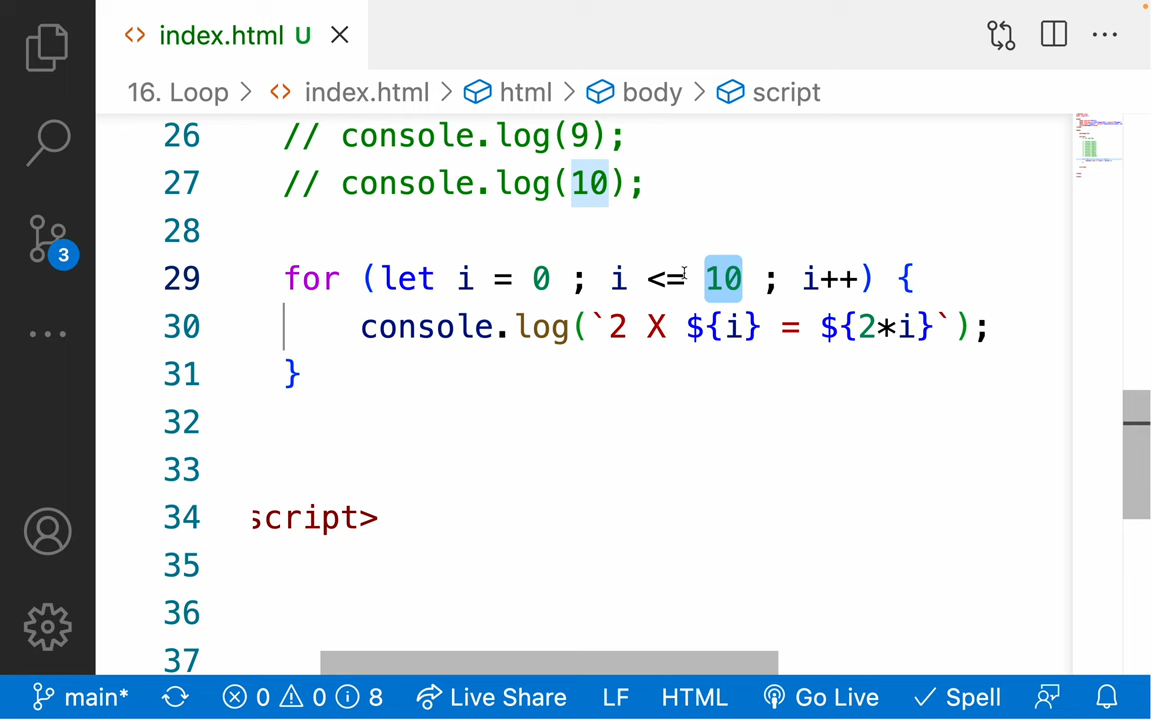 index.html U
16. Loop > index.html > html > body > script
26 // console.log(9);
27 // console.log(10);
28
29 for (let i = 0 ; i <= 10 ; i++) {
30 console.log(`2 X ${i} = ${2*i}`);
31 }
32
33
34 script>
35
36
37
3
main* 0 0 8 Live Share LF HTML Go Live Spell